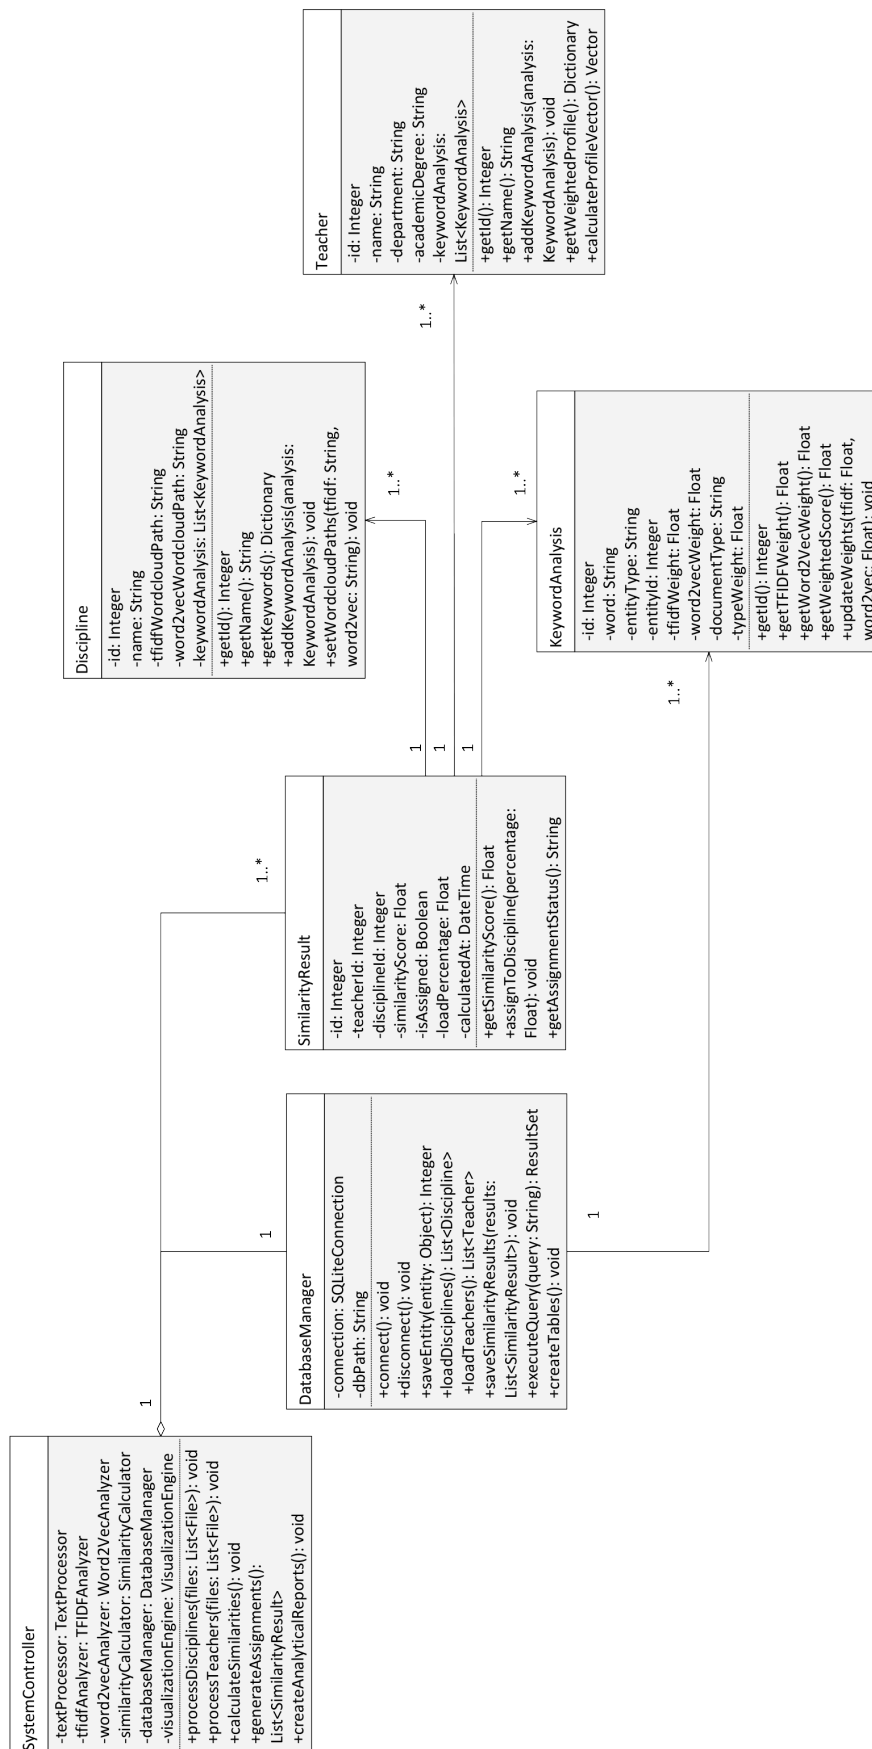 SystemController
-textProcessor: TextProcessor
-tfidfAnalyzer: TFIDFAnalyzer
-word2vecAnalyzer: Word2VecAnalyzer
-similarityCalculator: SimilarityCalculator
-databaseManager: DatabaseManager
-visualizationEngine: VisualizationEngine
+processDisciplines(files: List<File>): void
+processTeachers(files: List<File>): void
+calculateSimilarities(): void
+generateAssignments():
List<SimilarityResult>
+createAnalyticalReports(): void
1
1
1..*
DatabaseManager
-connection: SQLiteConnection
-dbPath: String
+connect(): void
+disconnect(): void
+saveEntity(entity: Object): Integer
+loadDisciplines(): List<Discipline>
+loadTeachers(): List<Teacher>
+saveSimilarityResults(results:
List<SimilarityResult>): void
+executeQuery(query: String): ResultSet
+createTables(): void
1
1..*
SimilarityResult
-id: Integer
-teacherId: Integer
-disciplineId: Integer
-similarityScore: Float
-isAssigned: Boolean
-loadPercentage: Float
-calculatedAt: DateTime
+getSimilarityScore(): Float
+assignToDiscipline(percentage:
Float): void
+getAssignmentStatus(): String
1
1
1
1..*
1..*
1..*
Discipline
-id: Integer
-name: String
-tfidfWordcloudPath: String
-word2vecWordcloudPath: String
-keywordAnalysis: List<KeywordAnalysis>
+getId(): Integer
+getName(): String
+getKeywords(): Dictionary
+addKeywordAnalysis(analysis:
KeywordAnalysis): void
+setWordcloudPaths(tfidf: String,
word2vec: String): void
KeywordAnalysis
-id: Integer
-word: String
-entityType: String
-entityId: Integer
-tfidfWeight: Float
-word2vecWeight: Float
-documentType: String
-typeWeight: Float
+getId(): Integer
+getTFIDFWeight(): Float
+getWord2VecWeight(): Float
+getWeightedScore(): Float
+updateWeights(tfidf: Float,
word2vec: Float): void
Teacher
-id: Integer
-name: String
-department: String
-academicDegree: String
-keywordAnalysis:
List<KeywordAnalysis>
+getId(): Integer
+getName(): String
+addKeywordAnalysis(analysis:
KeywordAnalysis): void
+getWeightedProfile(): Dictionary
+calculateProfileVector(): Vector